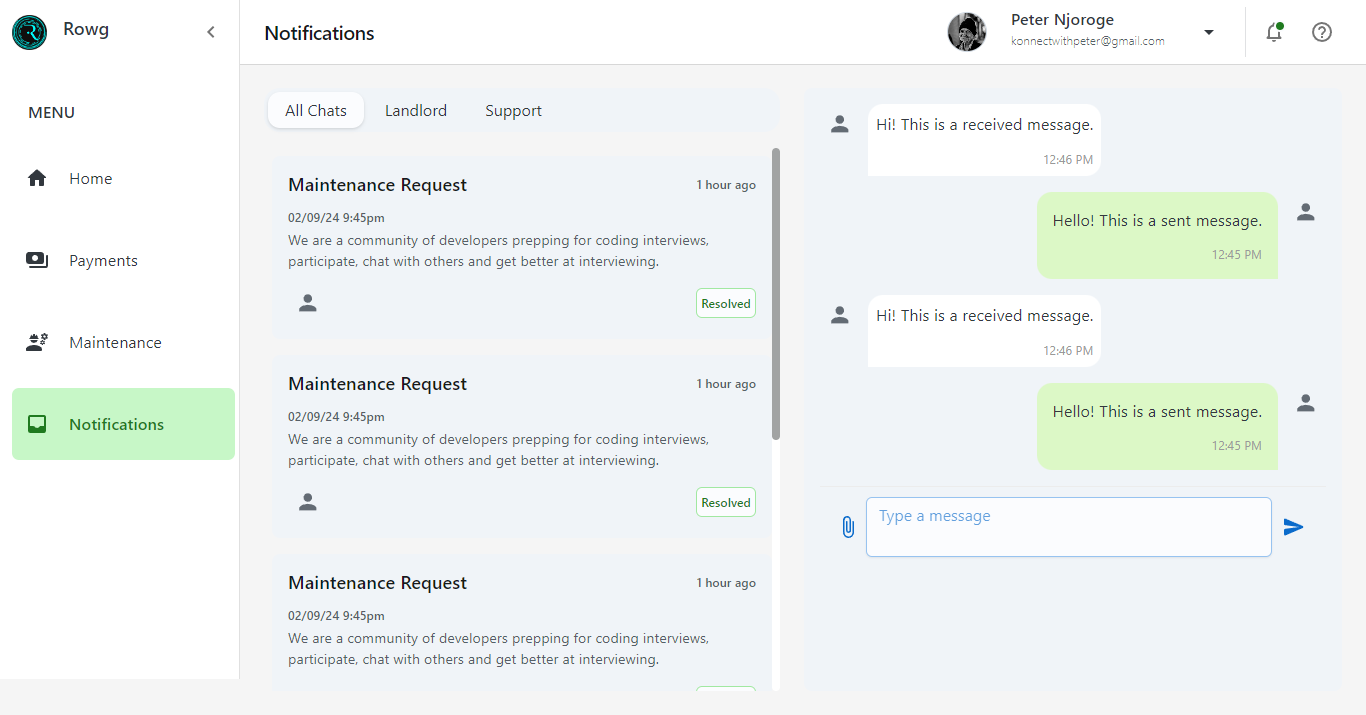 Rowg
MENU
Home
Payments
Maintenance
Notifications
Notifications
Peter Njoroge
konnectwithpeter@gmail.com
All Chats
Landlord
Support
Maintenance Request
1 hour ago
02/09/24 9:45pm
We are a community of developers prepping for coding interviews,
participate, chat with others and get better at interviewing.
Resolved
Maintenance Request
1 hour ago
02/09/24 9:45pm
We are a community of developers prepping for coding interviews,
participate, chat with others and get better at interviewing.
Resolved
Maintenance Request
1 hour ago
02/09/24 9:45pm
We are a community of developers prepping for coding interviews,
participate, chat with others and get better at interviewing.
Hi! This is a received message.
12:46 PM
Hello! This is a sent message.
12:45 PM
Hi! This is a received message.
12:46 PM
Hello! This is a sent message.
12:45 PM
Type a message